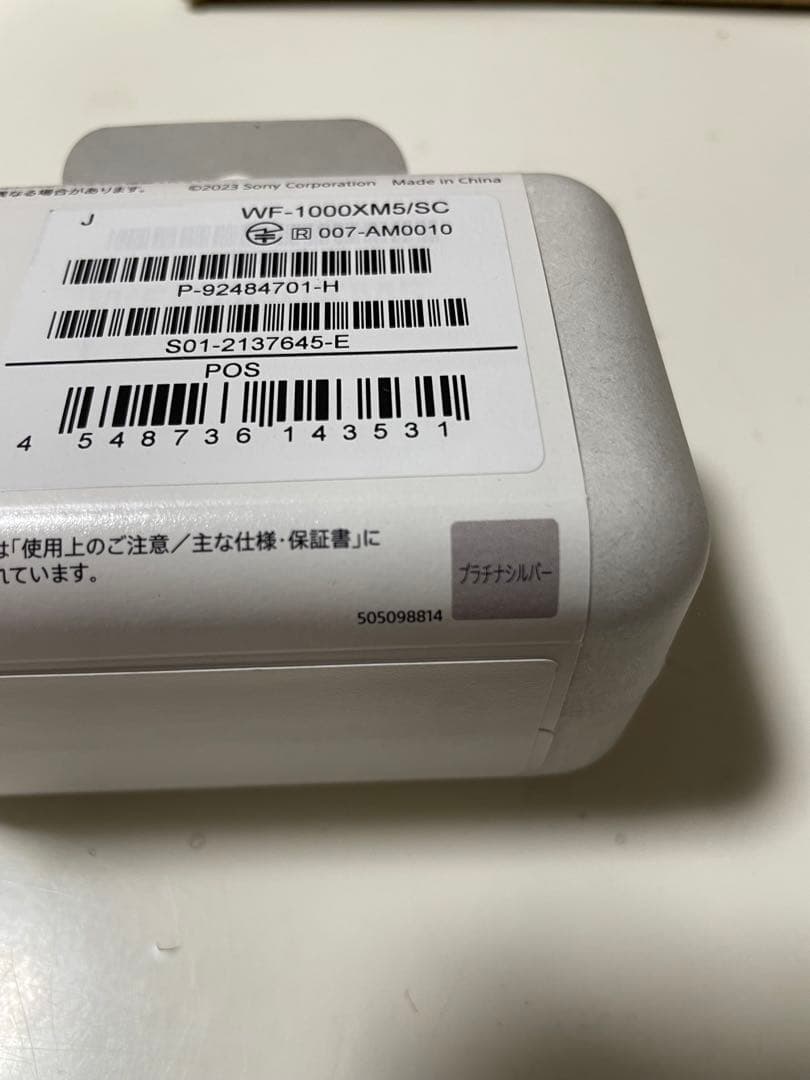 なる場合があります。 ©2023 Sony Corporation Made in China
J WF-1000XM5/SC
R 007-AM0010
P-92484701-H
S01-2137645-E
POS
4 548736 143531
は「使用上のご注意／主な仕様・保証書」に
れています。
プラチナシルバー
505098814